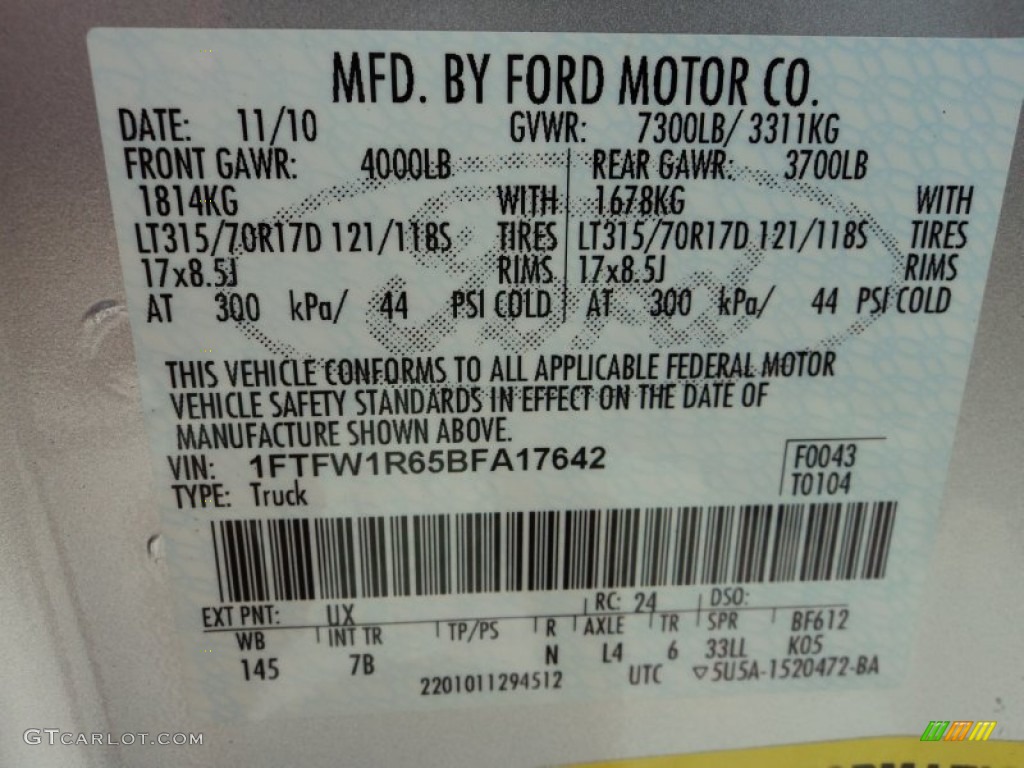 MFD. BY FORD MOTOR CO.
DATE: 11/10 GVWR: 7300LB/ 3311KG
FRONT GAWR: 4000LB REAR GAWR: 3700LB
1814KG WITH 1678KG WITH
LT315/70R17D 121/118S TIRES LT315/70R17D 121/118S TIRES
17x8.5J RIMS 17x8.5J RIMS
AT 300 kPa/ 44 PSI COLD AT 300 kPa/ 44 PSI COLD
THIS VEHICLE CONFORMS TO ALL APPLICABLE FEDERAL MOTOR
VEHICLE SAFETY STANDARDS IN EFFECT ON THE DATE OF
MANUFACTURE SHOWN ABOVE.
VIN: 1FTFW1R65BFA17642 F0043
TYPE: Truck T0104
EXT PNT: UX RC: 24 DSO:
WB INT TR TP/PS R AXLE TR SPR BF612
145 7B N L4 6 33LL K05
2201011294512 UTC ▽5U5A-1520472-BA
GTCARLOT.COM